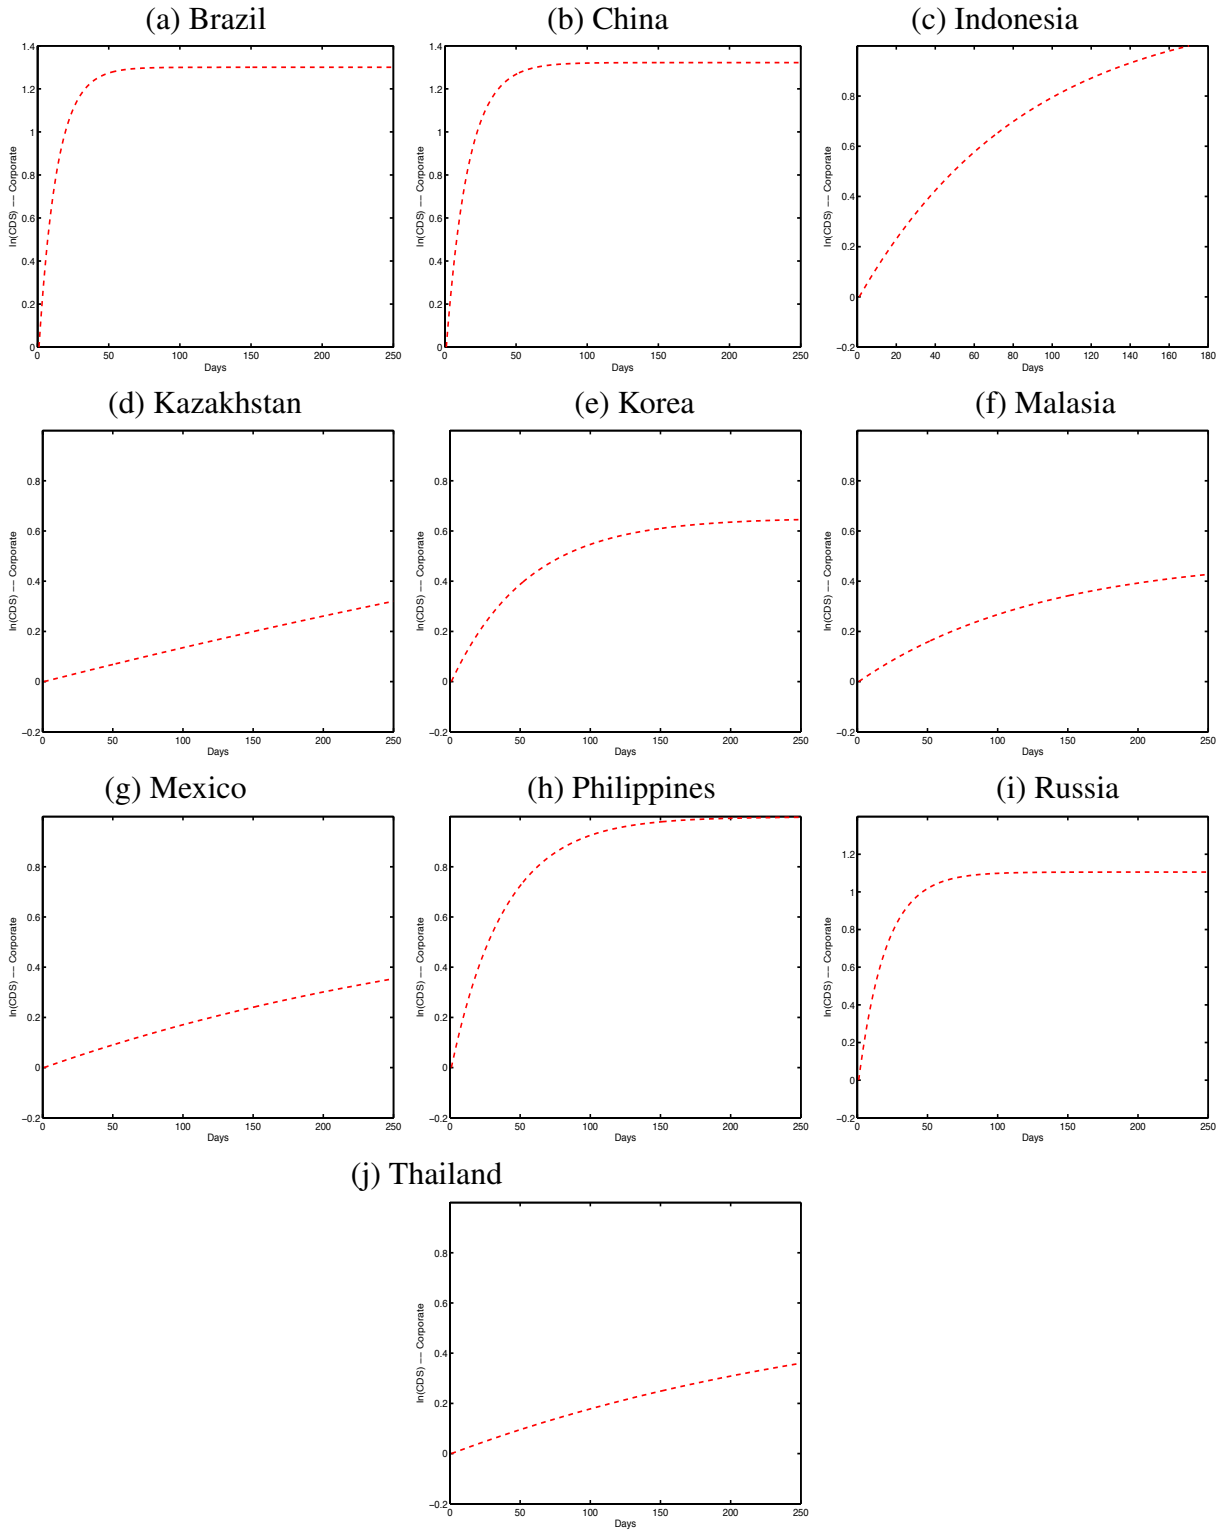 (a) Brazil
1.4
1.2
1
0.8
0.6
0.4
0.2
0
ln(CDS) −− Corporate
0 50 100 150 200 250
Days
(b) China
1.4
1.2
1
0.8
0.6
0.4
0.2
0
ln(CDS) −− Corporate
0 50 100 150 200 250
Days
(c) Indonesia
0.8
0.6
0.4
0.2
0
−0.2
ln(CDS) −− Corporate
0 20 40 60 80 100 120 140 160 180
Days
(d) Kazakhstan
0.8
0.6
0.4
0.2
0
−0.2
ln(CDS) −− Corporate
0 50 100 150 200 250
Days
(e) Korea
0.8
0.6
0.4
0.2
0
−0.2
ln(CDS) −− Corporate
0 50 100 150 200 250
Days
(f) Malasia
0.8
0.6
0.4
0.2
0
−0.2
ln(CDS) −− Corporate
0 50 100 150 200 250
Days
(g) Mexico
0.8
0.6
0.4
0.2
0
−0.2
ln(CDS) −− Corporate
0 50 100 150 200 250
Days
(h) Philippines
0.8
0.6
0.4
0.2
0
−0.2
ln(CDS) −− Corporate
0 50 100 150 200 250
Days
(i) Russia
1.2
1
0.8
0.6
0.4
0.2
0
−0.2
ln(CDS) −− Corporate
0 50 100 150 200 250
Days
(j) Thailand
0.8
0.6
0.4
0.2
0
−0.2
ln(CDS) −− Corporate
0 50 100 150 200 250
Days